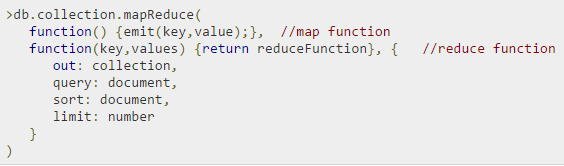 >db.collection.mapReduce(
   function() {emit(key,value);},  //map function
   function(key,values) {return reduceFunction}, {   //reduce function
      out: collection,
      query: document,
      sort: document,
      limit: number
   }
)